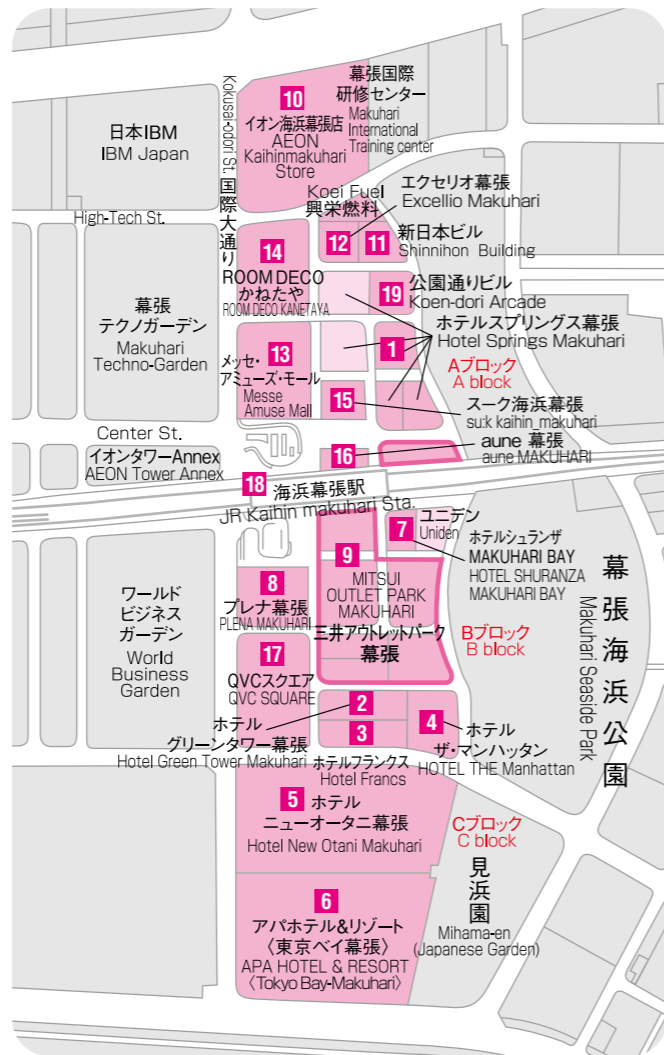 10
イオン海浜幕張店
AEON
Kaihinmakuhari
Store
幕張国際
研修センター
Makuhari
International
Training center
日本IBM
IBM Japan
Kokusai-odori St.
国際大通り
High-Tech St.
Koei Fuel
興栄燃料
エクセリオ幕張
Excellio Makuhari
12
11
新日本ビル
Shinnihon Building
14
ROOM DECO
かねたや
ROOM DECO KANETAYA
19
公園通りビル
Koen-dori Arcade
幕張
テクノガーデン
Makuhari
Techno-Garden
ホテルスプリングス幕張
Hotel Springs Makuhari
1
13
メッセ・
アミューズ・モール
Messe
Amuse Mall
Aブロック
A block
15
スーク海浜幕張
su:k kaihin_makuhari
Center St.
イオンタワーAnnex
AEON Tower Annex
16
aune 幕張
aune MAKUHARI
18
海浜幕張駅
JR Kaihin makuhari Sta.
7
ユニデン
Uniden
ホテルシュランザ
MAKUHARI BAY
HOTEL SHURANZA
MAKUHARI BAY
9
MITSUI
OUTLET PARK
MAKUHARI
三井アウトレットパーク
幕張
8
プレナ幕張
PLENA MAKUHARI
ワールド
ビジネス
ガーデン
World
Business
Garden
Bブロック
B block
幕張海浜公園
Makuhari Seaside Park
17
QVCスクエア
QVC SQUARE
2
ホテル
グリーンタワー幕張
Hotel Green Tower Makuhari
3
ホテルフランクス
Hotel Francs
4
ホテル
ザ・マンハッタン
HOTEL THE Manhattan
5
ホテル
ニューオータニ幕張
Hotel New Otani Makuhari
Cブロック
C block
見浜園
Mihama-en
(Japanese Garden)
6
アパホテル&リゾート
〈東京ベイ幕張〉
APA HOTEL & RESORT
〈Tokyo Bay-Makuhari〉